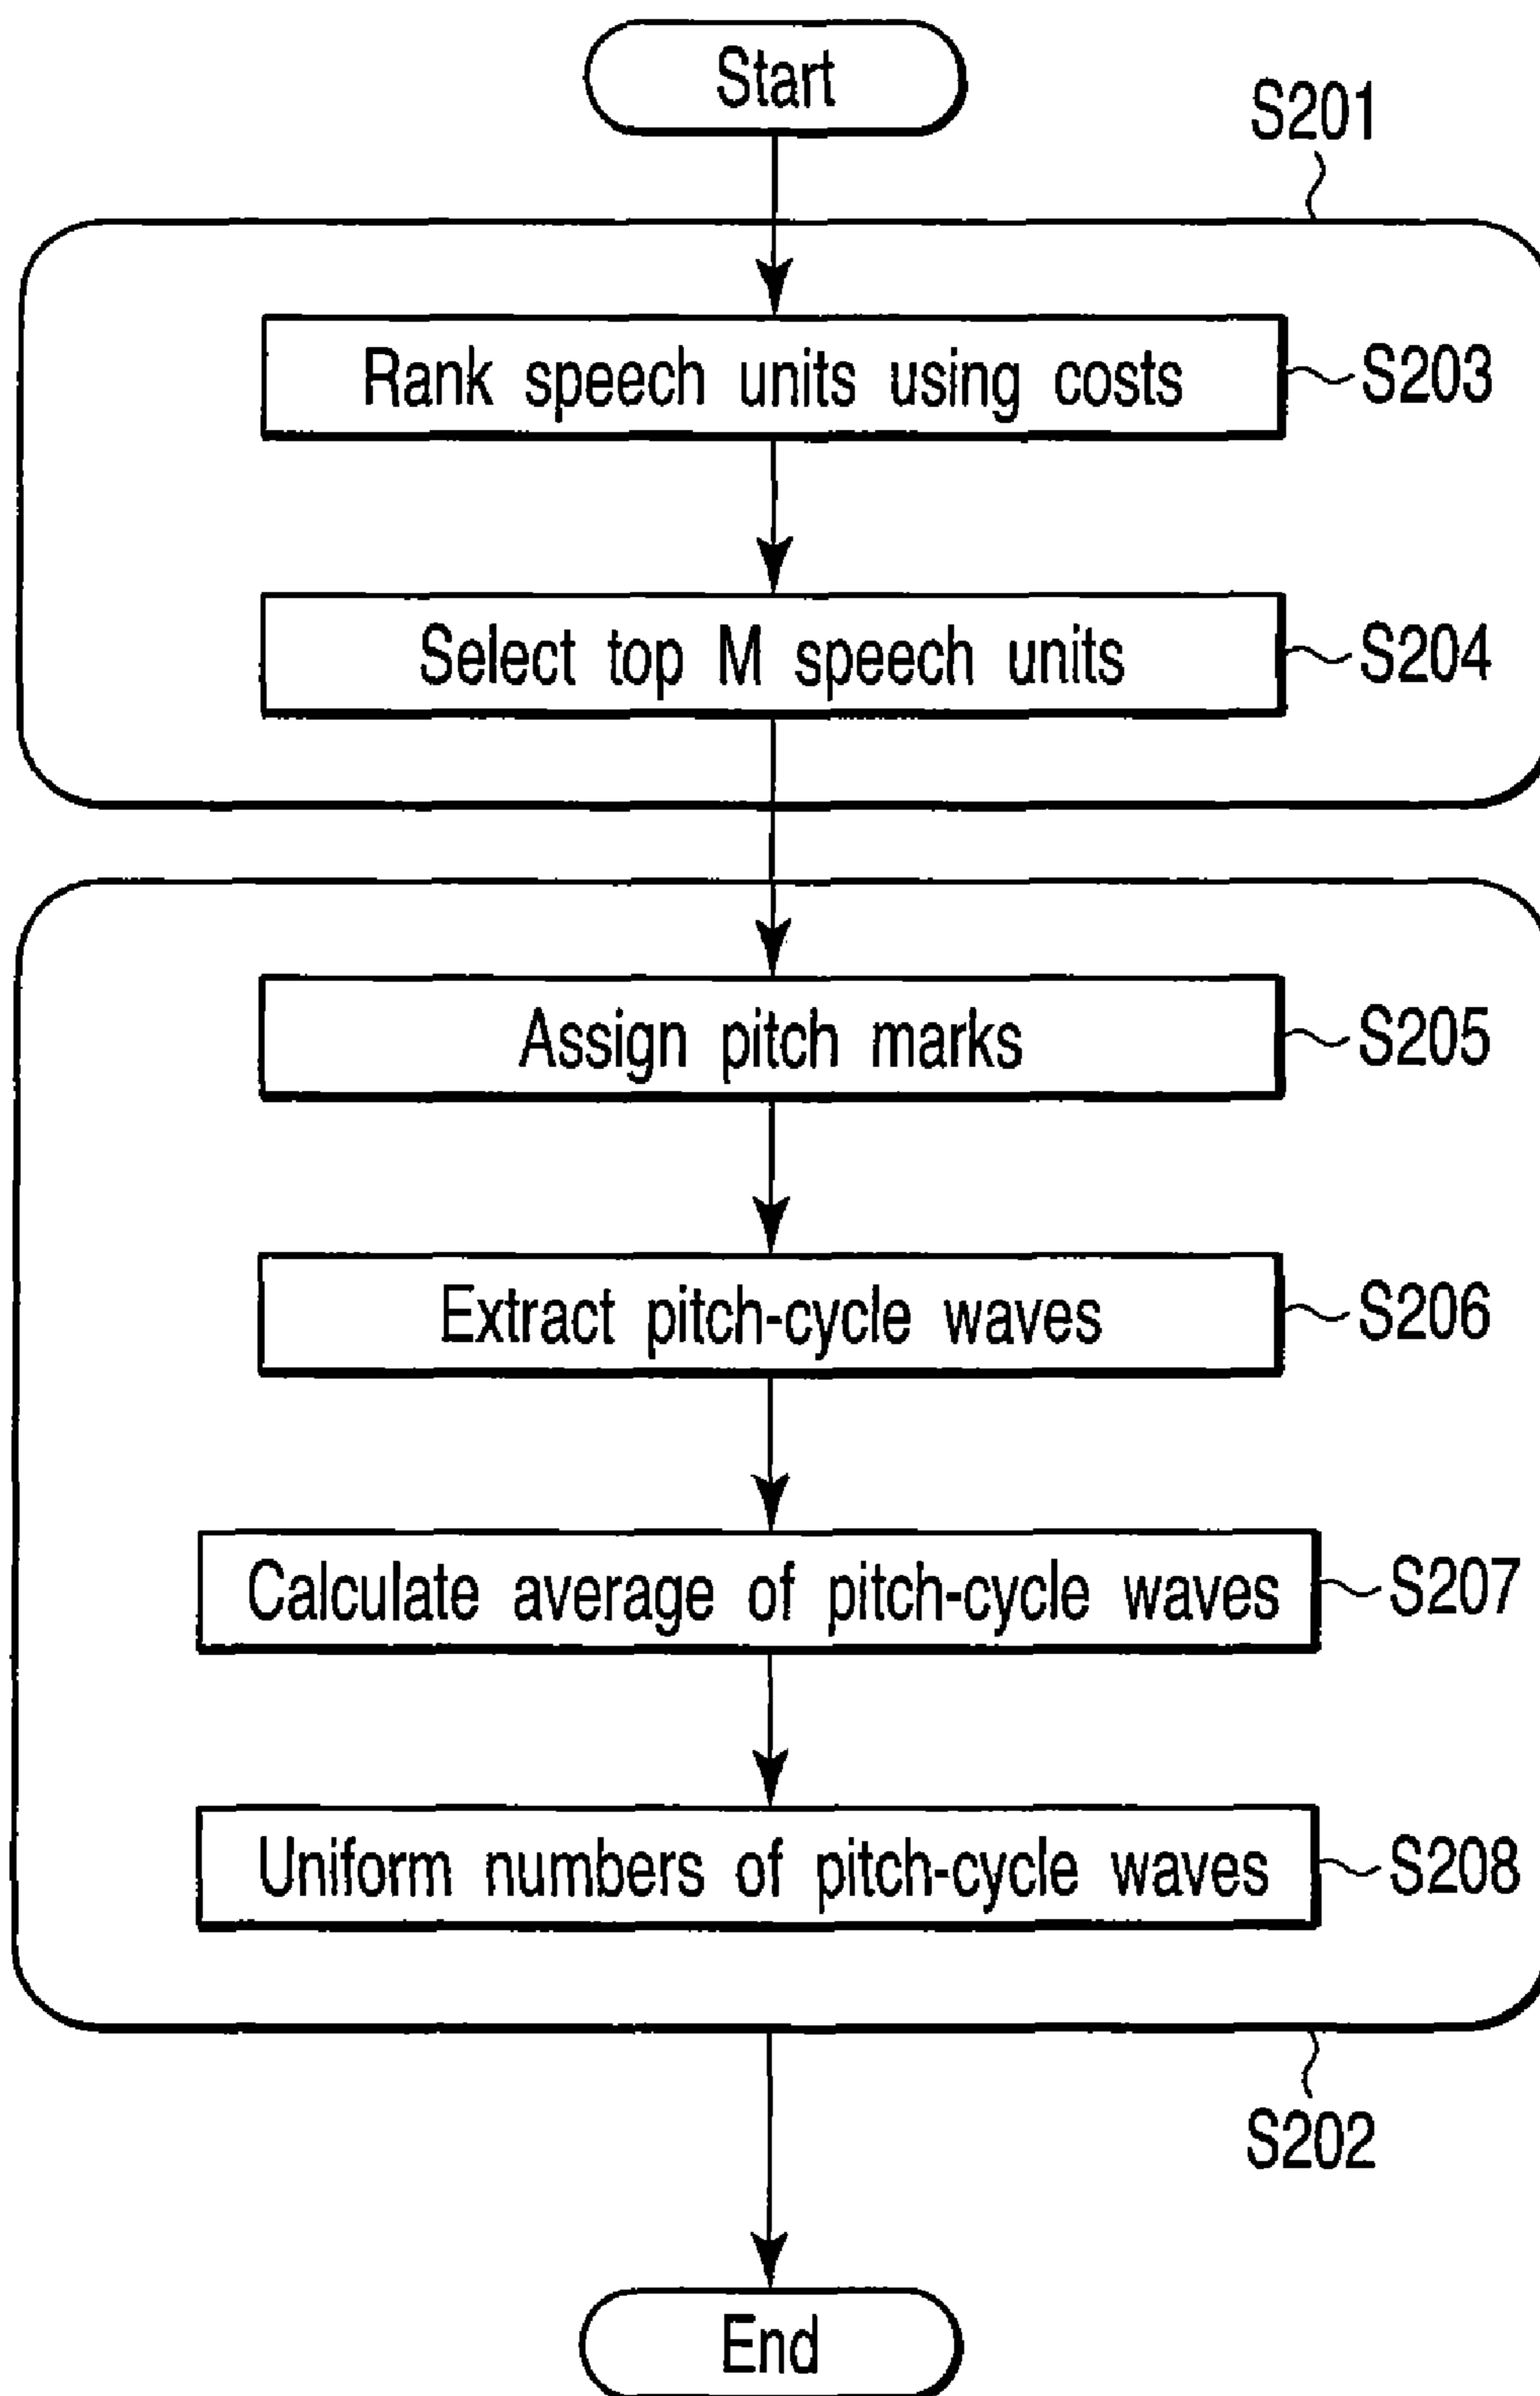 Start
S201
Rank speech units using costs
S203
Select top M speech units
S204
Assign pitch marks
S205
Extract pitch-cycle waves
S206
Calculate average of pitch-cycle waves
S207
Uniform numbers of pitch-cycle waves
S208
S202
End